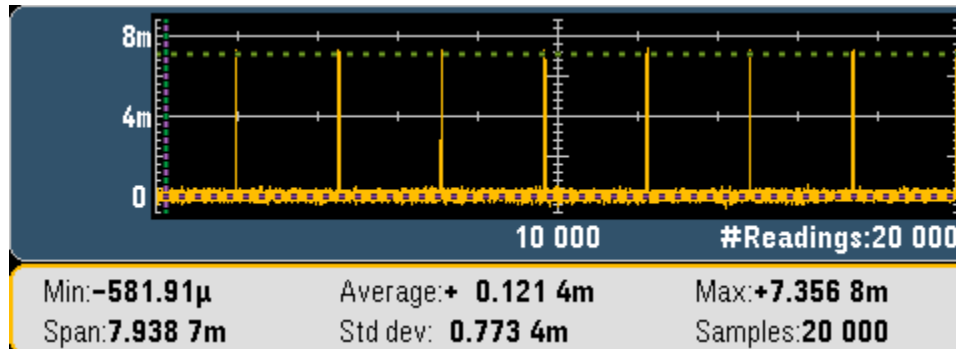 8m
4m
0
10 000 #Readings:20 000
Min:-581.91µ Average:+ 0.121 4m Max:+7.356 8m
Span:7.938 7m Std dev: 0.773 4m Samples:20 000